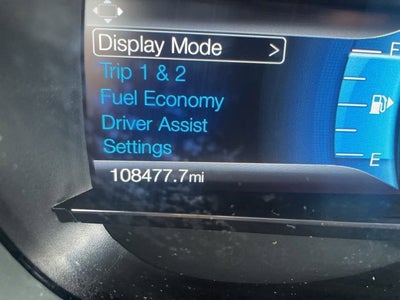 Display Mode >
Trip 1 & 2
Fuel Economy
Driver Assist
Settings
108477.7mi
F
E